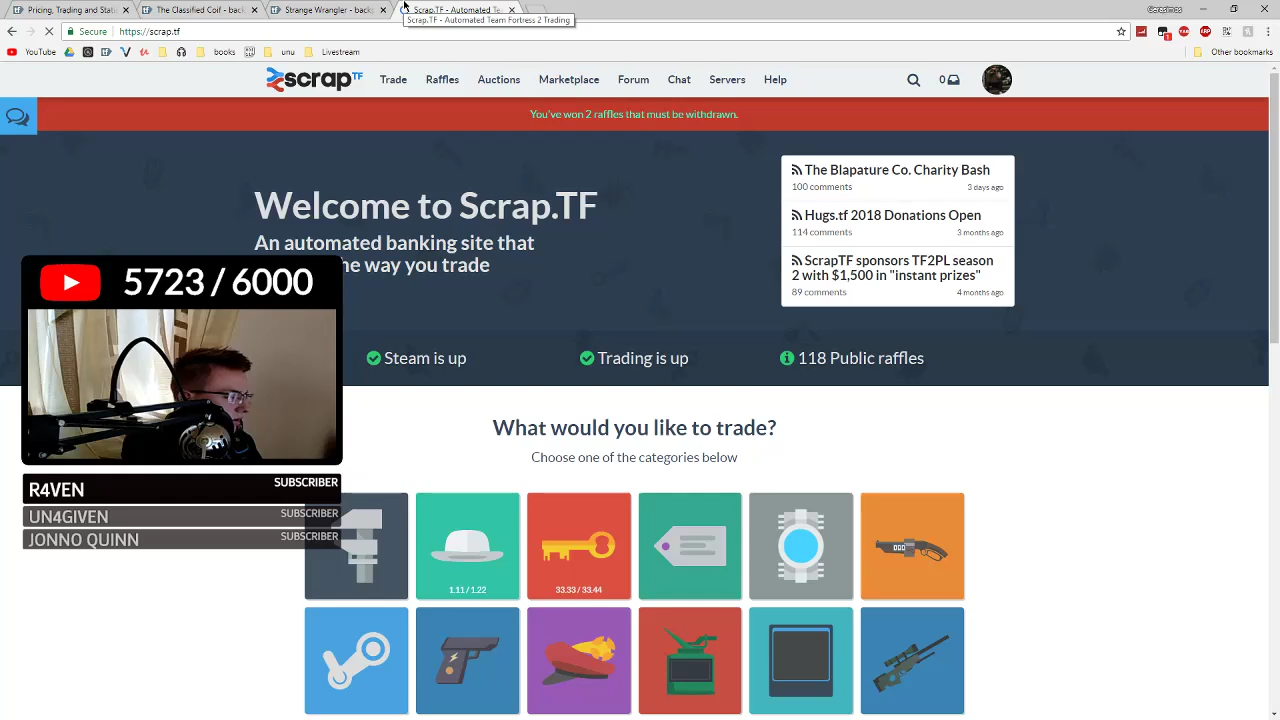 Pricing, Trading and Stati
The Classified Coif - back
Strange Wrangler - backp
Scrap.TF - Automated Te
Scrap.TF - Automated Team Fortress 2 Trading
Secure
https://scrap.tf
YouTube
books
unu
Livestream
Other bookmarks
scrap TF
Trade
Raffles
Auctions
Marketplace
Forum
Chat
Servers
Help
0
You've won 2 raffles that must be withdrawn.
Welcome to Scrap.TF
An automated banking site that
he way you trade
The Blapature Co. Charity Bash
100 comments
3 days ago
Hugs.tf 2018 Donations Open
114 comments
3 months ago
ScrapTF sponsors TF2PL season
2 with $1,500 in "instant prizes"
89 comments
4 months ago
5723 / 6000
Steam is up
Trading is up
118 Public raffles
What would you like to trade?
Choose one of the categories below
R4VEN
SUBSCRIBER
UN4GIVEN
SUBSCRIBER
JONNO QUINN
SUBSCRIBER
1.11 / 1.22
33.33 / 33.44